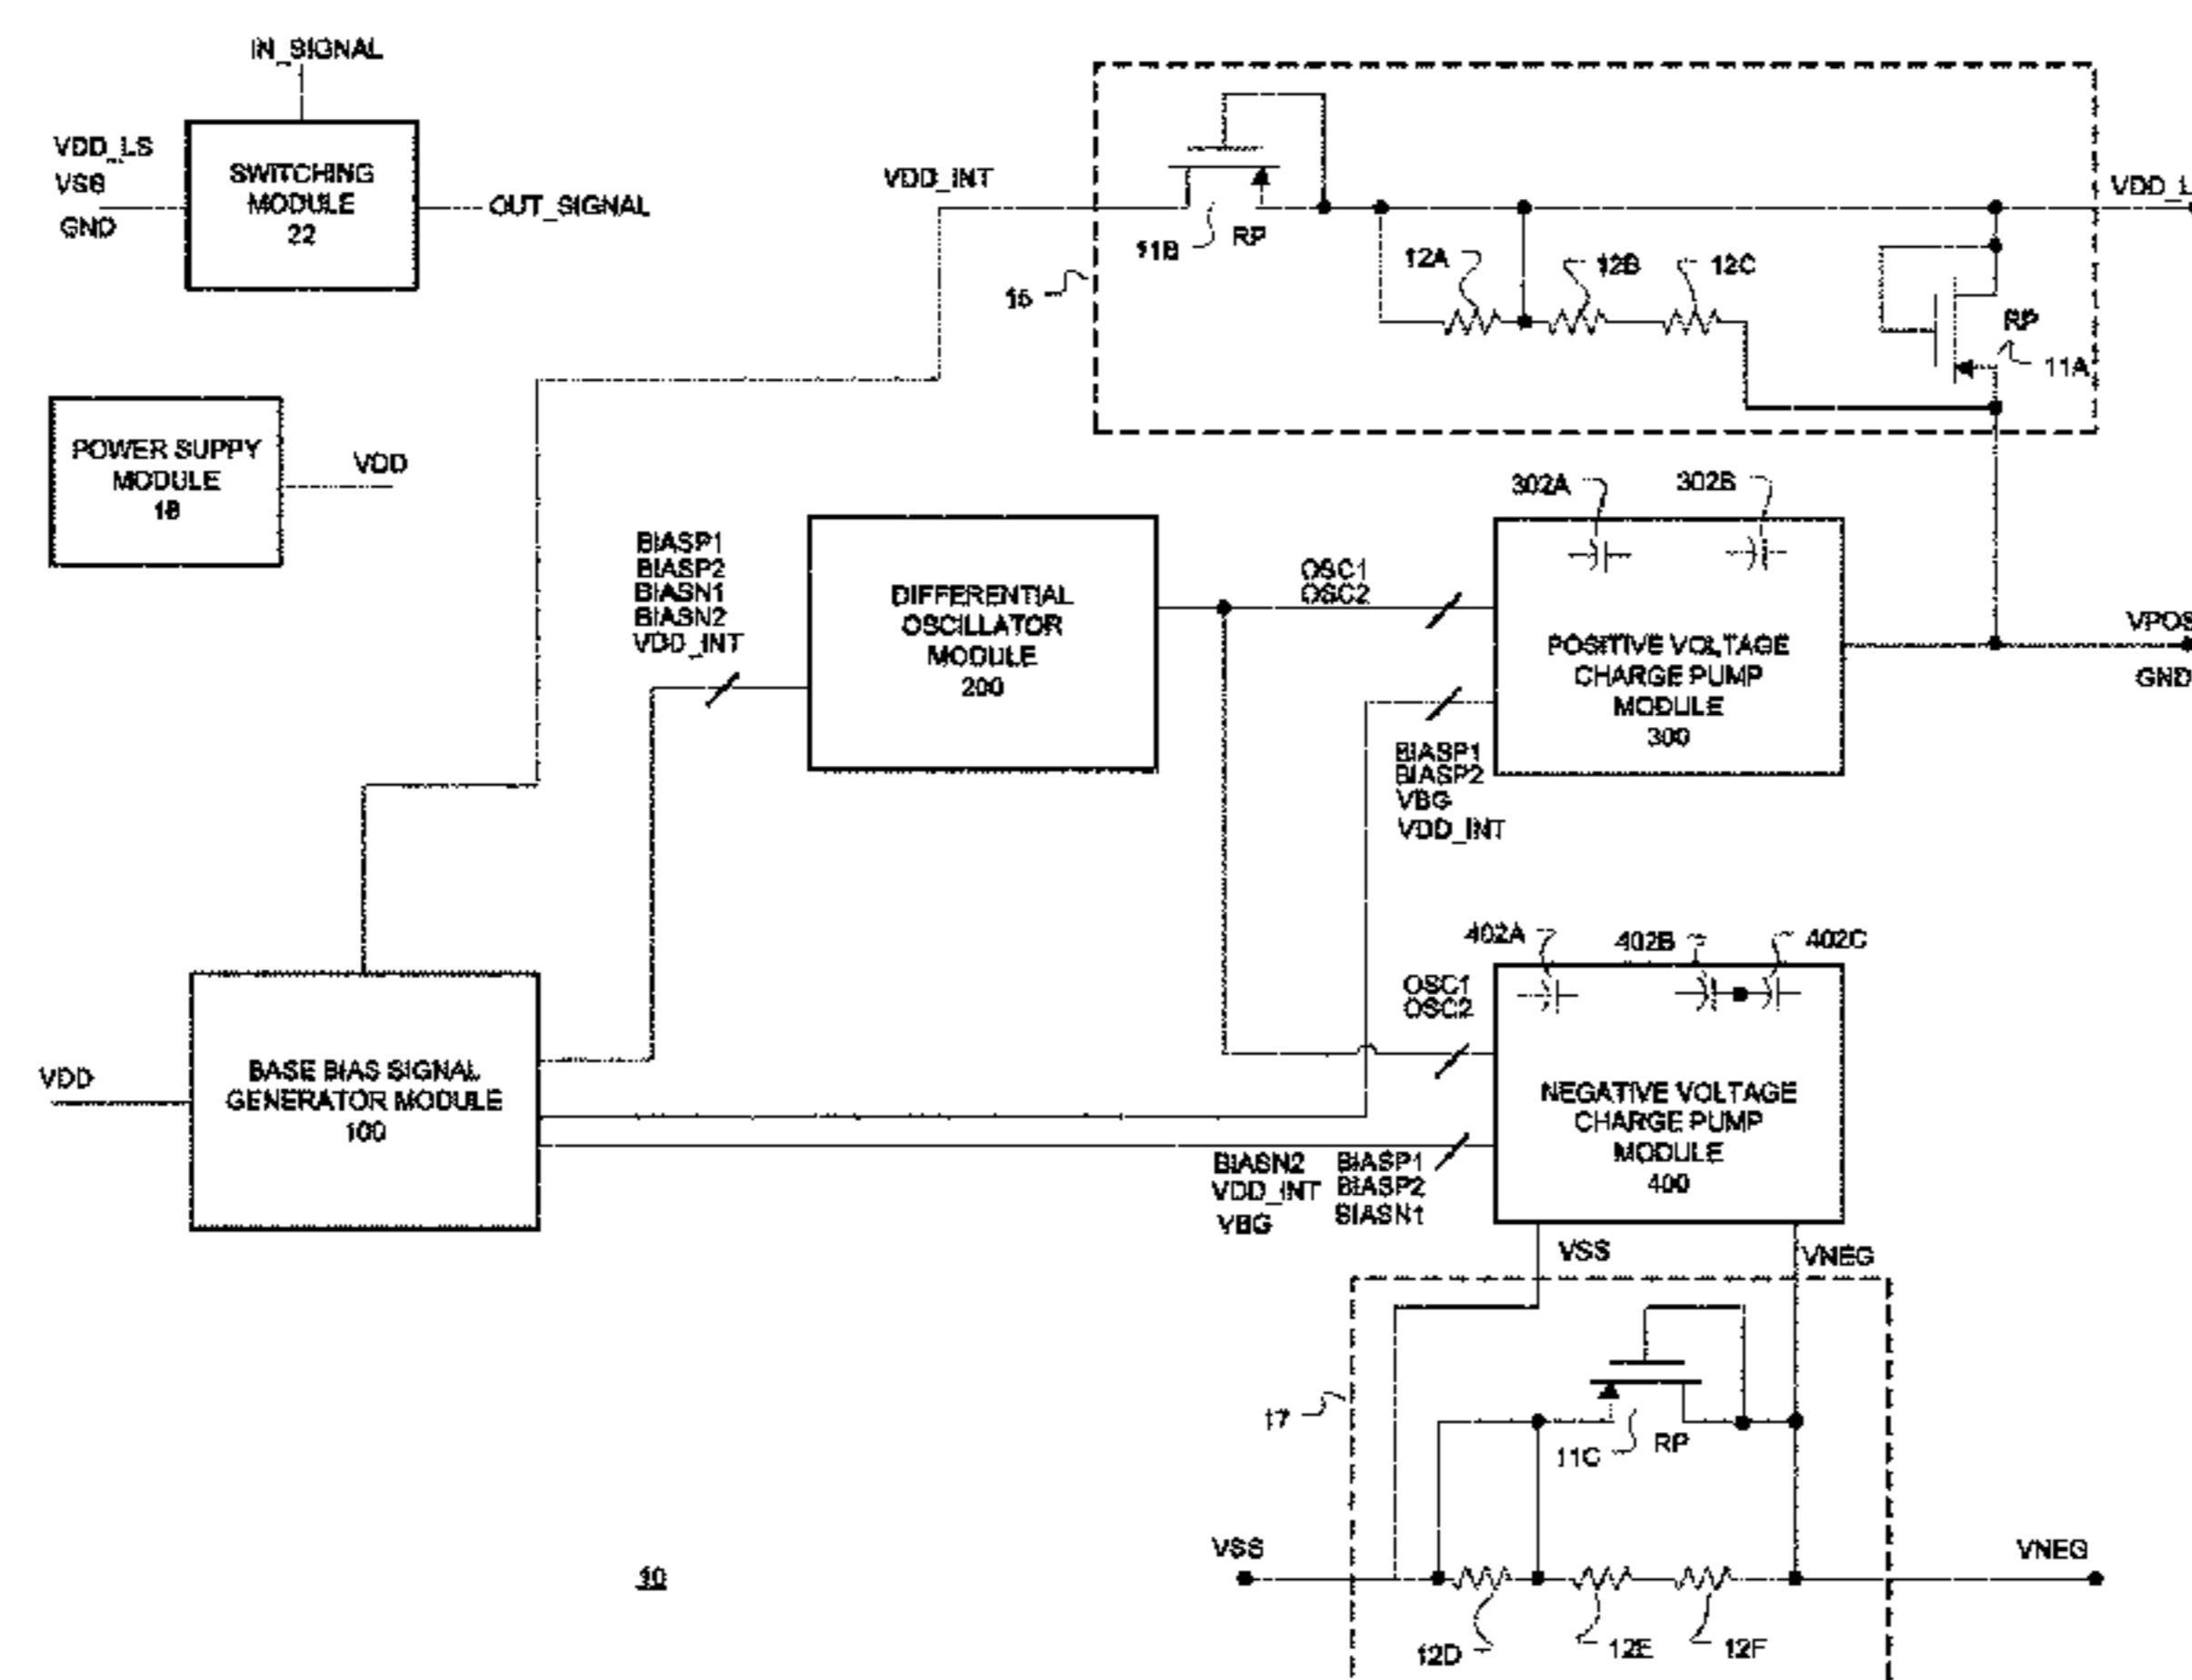 IN_SIGNAL
VDD_LS
VSS
GND
SWITCHING
MODULE
22
OUT_SIGNAL
POWER SUPPY
MODULE
18
VDD
VDD_INT
11B
RP
15
12A
12B
12C
RP
11A
VDD_L
BIASP1
BIASP2
BIASN1
BIASN2
VDD_INT
DIFFERENTIAL
OSCILLATOR
MODULE
200
OSC1
OSC2
302A
302B
POSITIVE VOLTAGE
CHARGE PUMP
MODULE
300
VPOS
GND
BIASP1
BIASP2
VBG
VDD_INT
VDD
BASE BIAS SIGNAL
GENERATOR MODULE
100
402A
402B
402C
OSC1
OSC2
NEGATIVE VOLTAGE
CHARGE PUMP
MODULE
400
BIASN2 BIASP1
VDD_INT BIASP2
VBG BIASN1
VSS
VNEG
17
11C
RP
VSS
VNEG
12D
12E
12F
10